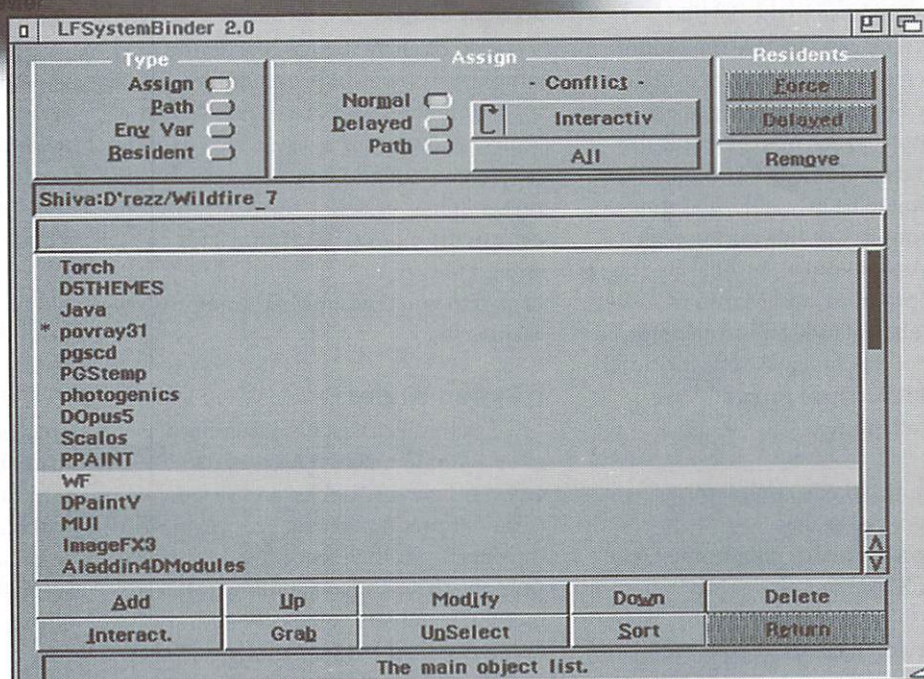 LFSystemBinder 2.0
Type
Assign
Path
Env Var
Resident
Assign
Normal
Delayed
Path
- Conflict -
Interactiv
All
Residents
Force
Delayed
Remove
Shiva:D'rezz/Wildfire_7
Torch
D5THEMES
Java
* povray31
pgscd
PGStemp
photogenics
DOpus5
Scalos
PPAINT
WF
DPaintV
MUI
ImageFX3
Aladdin4DModules
Add Up Modify Down Delete
Interact. Grab UnSelect Sort Return
The main object list.